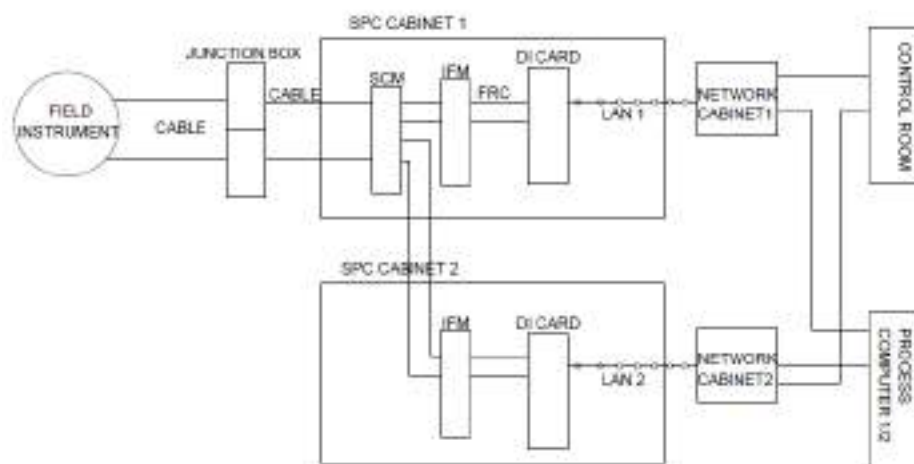 SPC CABINET 1
JUNCTION BOX
DI CARD
IFM
SCM
CABLE
FRC
FIELD
INSTRUMENT
CABLE
LAN 1
NETWORK
CABINET1
CONTROL ROOM
SPC CABINET 2
IFM
DI CARD
LAN 2
NETWORK
CABINET2
PROCESS
COMPUTER 1/2